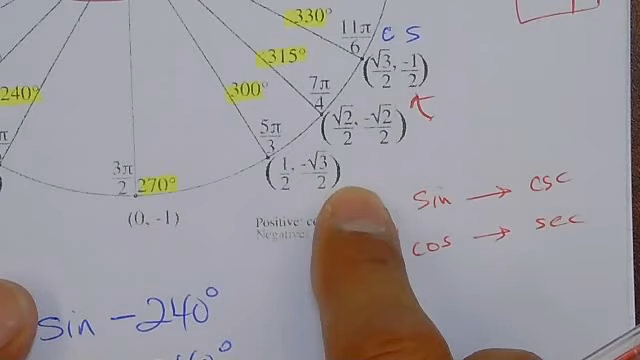 330°
11π/6
c s
(√3/2, -1/2)
315°
7π/4
(√2/2, -√2/2)
240°
300°
5π/3
(1/2, -√3/2)
3π/2
270°
(0, -1)
Positive:
Negative:
sin → csc
cos → sec
sin -240°